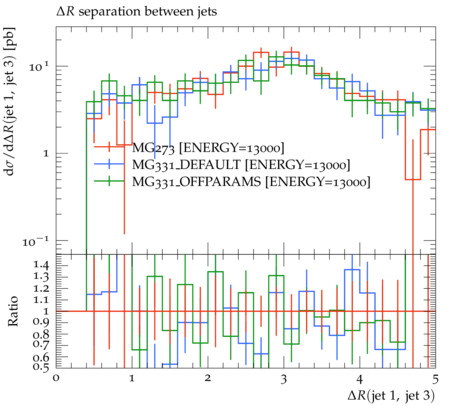 ΔR separation between jets
dσ/dΔR(jet 1, jet 3) [pb]
10¹
1
10⁻¹
MG273 [ENERGY=13000]
MG331_DEFAULT [ENERGY=13000]
MG331_OFFPARAMS [ENERGY=13000]
Ratio
1.4
1.3
1.2
1.1
1
0.9
0.8
0.7
0.6
0.5
0 1 2 3 4 5
ΔR(jet 1, jet 3)